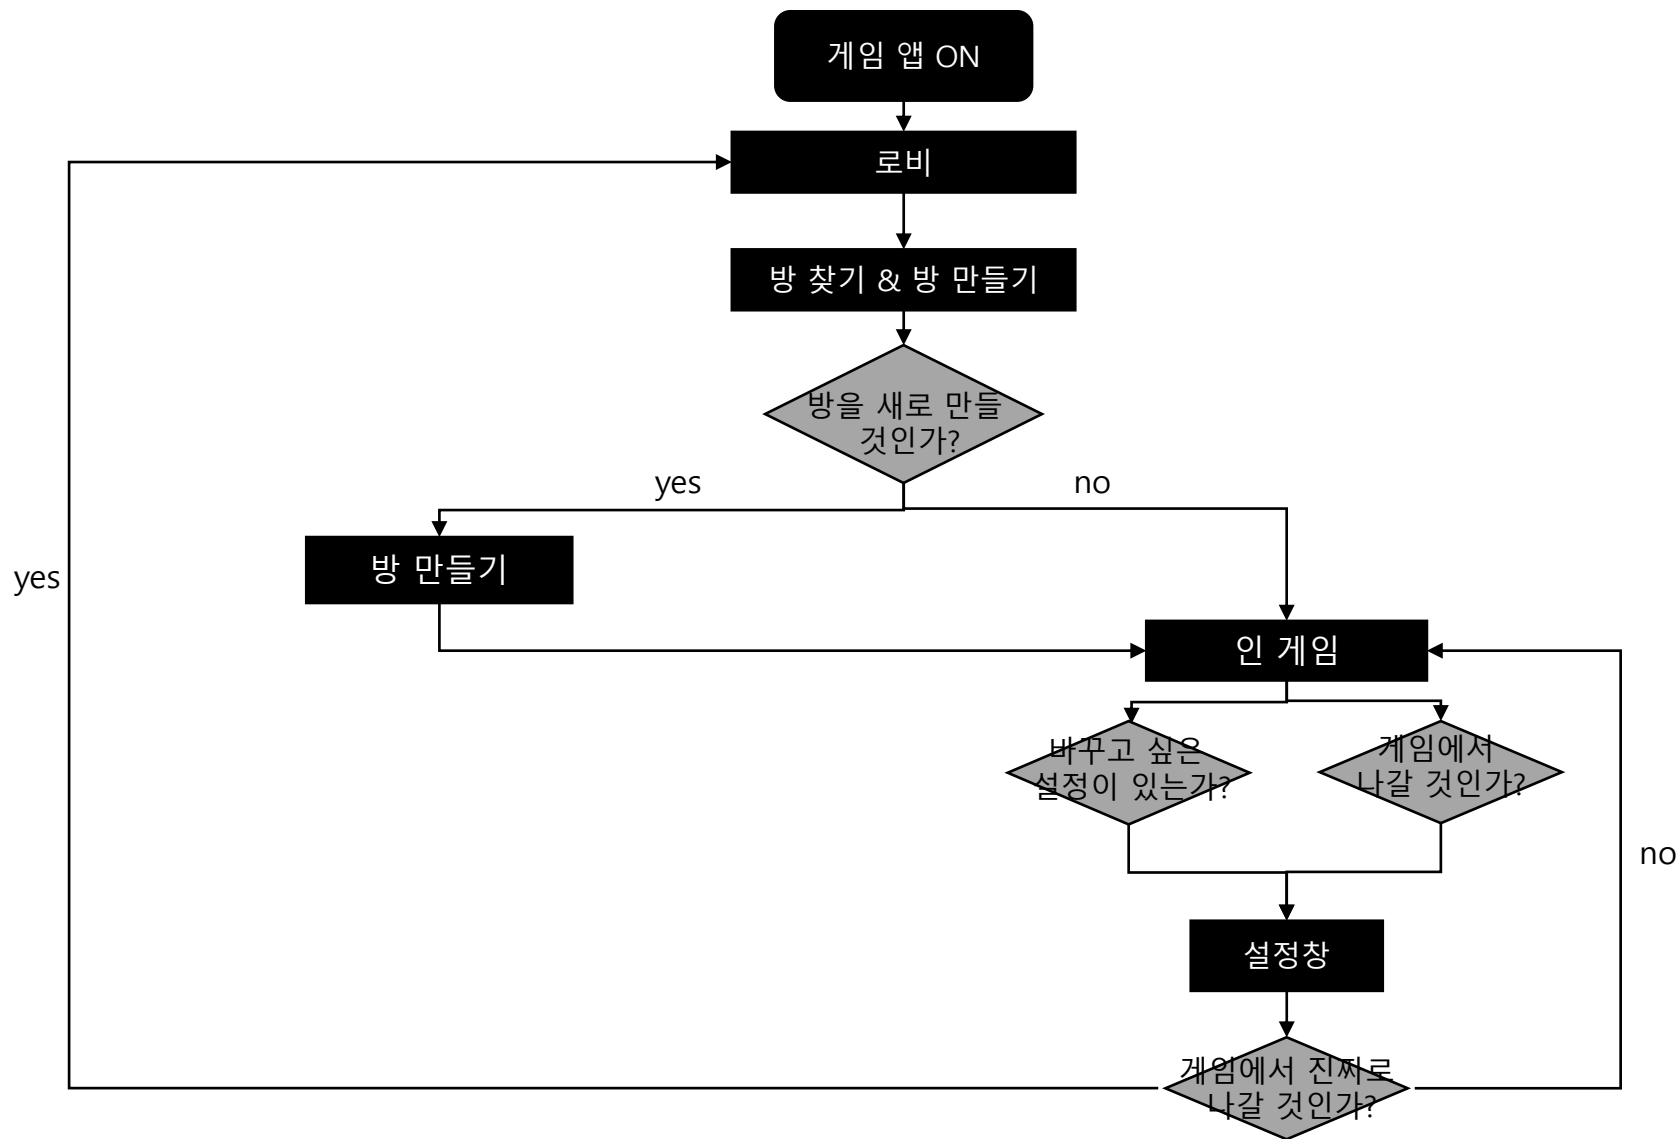 게임 앱 ON
로비
방 찾기 & 방 만들기
방을 새로 만들
것인가?
yes
no
방 만들기
yes
인 게임
바꾸고 싶은
설정이 있는가?
게임에서
나갈 것인가?
no
설정창
게임에서 진짜로
나갈 것인가?